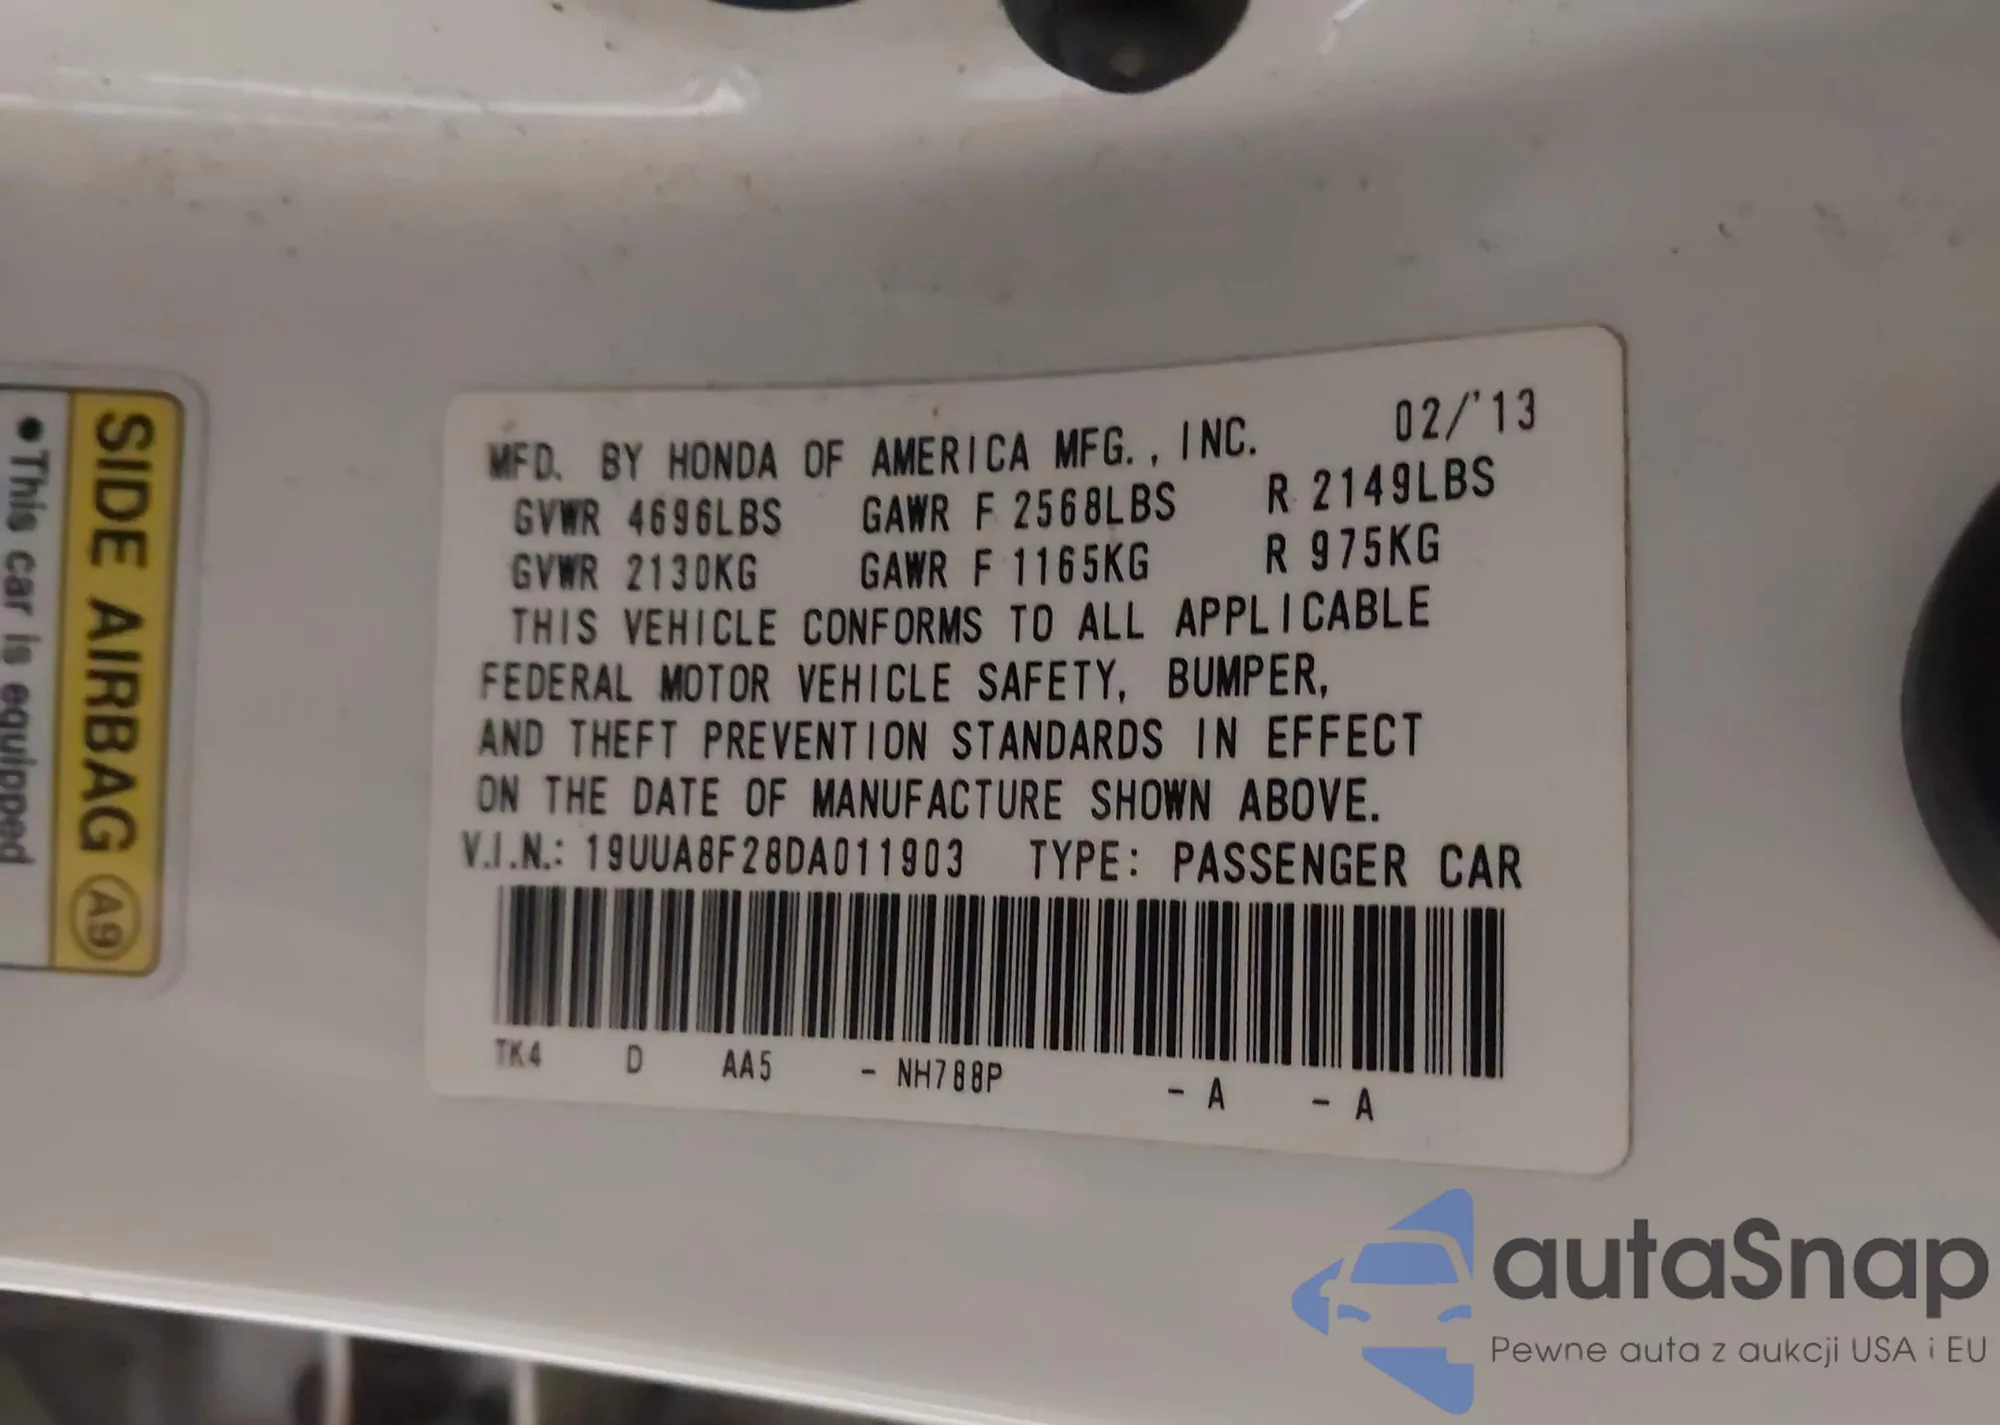 SIDE AIRBAG A9
•This car is equipped
MFD. BY HONDA OF AMERICA MFG., INC. 02/'13
GVWR 4696LBS GAWR F 2568LBS R 2149LBS
GVWR 2130KG GAWR F 1165KG R 975KG
THIS VEHICLE CONFORMS TO ALL APPLICABLE
FEDERAL MOTOR VEHICLE SAFETY, BUMPER,
AND THEFT PREVENTION STANDARDS IN EFFECT
ON THE DATE OF MANUFACTURE SHOWN ABOVE.
V.I.N.: 19UUA8F28DA011903 TYPE: PASSENGER CAR
TK4 D AA5 - NH788P - A - A
autaSnap
Pewne auta z aukcji USA i EU